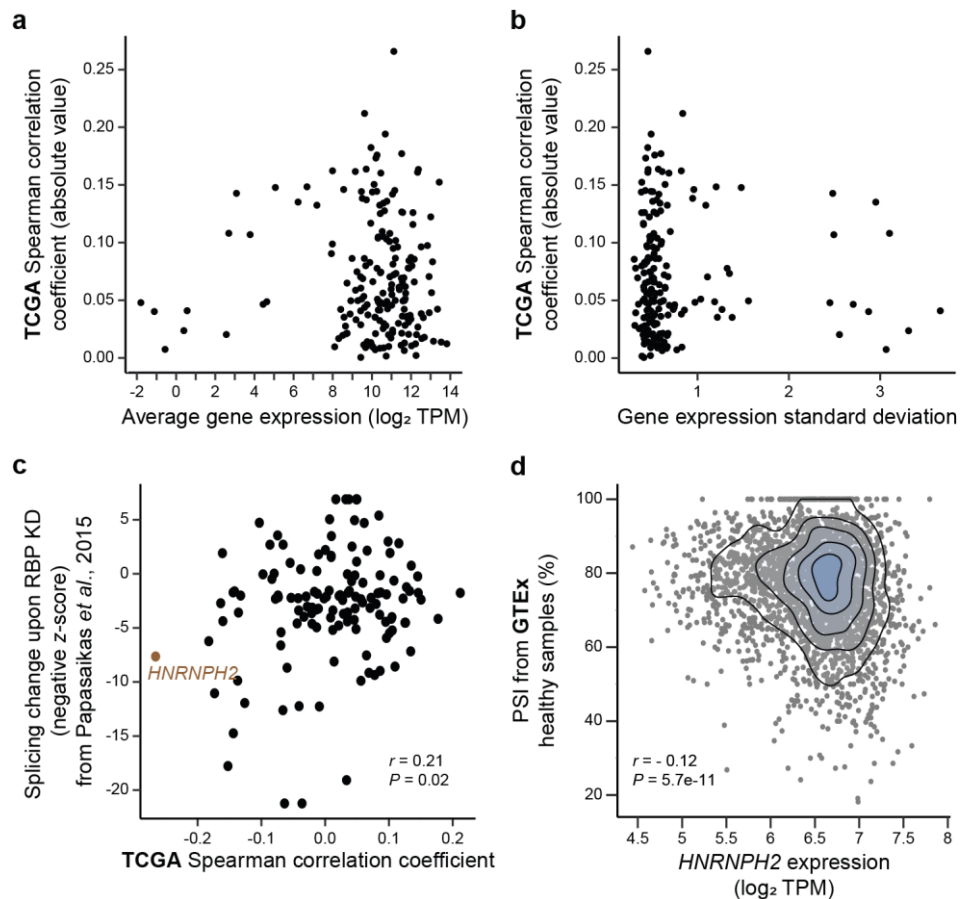 a
TCGA Spearman correlation
coefficient (absolute value)
0.25
0.20
0.15
0.10
0.05
0.00
-2 0 2 4 6 8 10 12 14
Average gene expression (log₂ TPM)
b
TCGA Spearman correlation
coefficient (absolute value)
0.25
0.20
0.15
0.10
0.05
0.00
1 2 3
Gene expression standard deviation
c
Splicing change upon RBP KD
(negative z-score)
from Papasaikas et al., 2015
5
0
-5
-10
-15
-20
HNRNPH2
r = 0.21
P = 0.02
-0.2 -0.1 0.0 0.1 0.2
TCGA Spearman correlation coefficient
d
PSI from GTEx
healthy samples (%)
100
80
60
40
20
r = - 0.12
P = 5.7e-11
4.5 5 5.5 6 6.5 7 7.5 8
HNRNPH2 expression
(log₂ TPM)